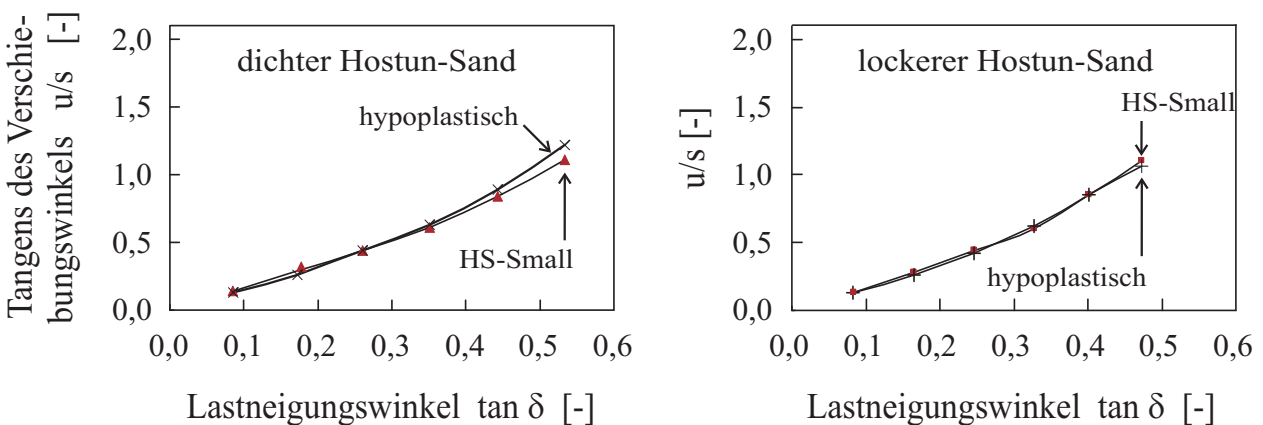 Tangens des Verschie-
bungswinkels u/s [-]
2,0
1,5
1,0
0,5
0,0
dichter Hostun-Sand
hypoplastisch
HS-Small
0,0 0,1 0,2 0,3 0,4 0,5 0,6
Lastneigungswinkel tan δ [-]
u/s [-]
2,0
1,5
1,0
0,5
0,0
lockerer Hostun-Sand
HS-Small
hypoplastisch
0,0 0,1 0,2 0,3 0,4 0,5 0,6
Lastneigungswinkel tan δ [-]